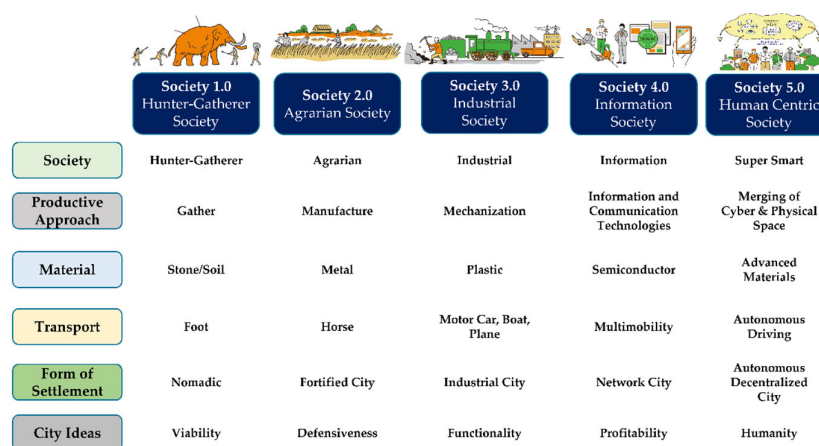 Society 1.0
Hunter-Gatherer
Society
Society 2.0
Agrarian Society
Society 3.0
Industrial
Society
Society 4.0
Information
Society
Society 5.0
Human Centric
Society
Society
Hunter-Gatherer
Agrarian
Industrial
Information
Super Smart
Productive
Approach
Gather
Manufacture
Mechanization
Information and
Communication
Technologies
Merging of
Cyber & Physical
Space
Material
Stone/Soil
Metal
Plastic
Semiconductor
Advanced
Materials
Transport
Foot
Horse
Motor Car, Boat,
Plane
Multimobility
Autonomous
Driving
Form of
Settlement
Nomadic
Fortified City
Industrial City
Network City
Autonomous
Decentralized
City
City Ideas
Viability
Defensiveness
Functionality
Profitability
Humanity